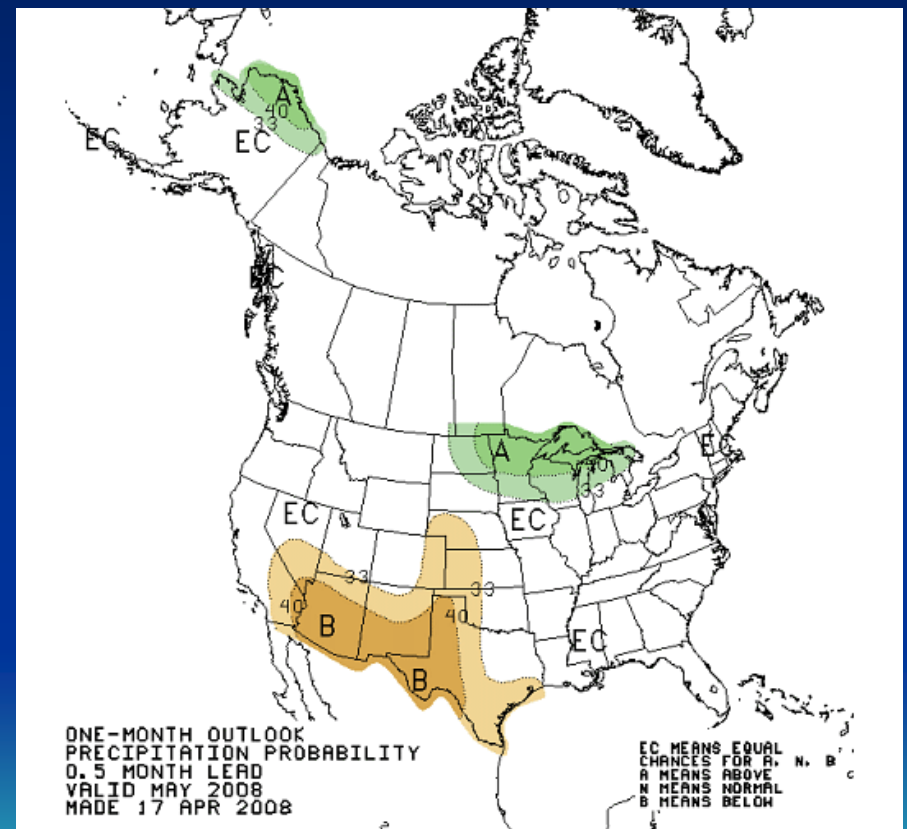 A
40
33
EC
EC
EC
A
EC
40
33
EC
EC
33
33
40
40
B
EC
B
ONE-MONTH OUTLOOK
PRECIPITATION PROBABILITY
0.5 MONTH LEAD
VALID MAY 2008
MADE 17 APR 2008
EC MEANS EQUAL
CHANCES FOR A, N, B
A MEANS ABOVE
N MEANS NORMAL
B MEANS BELOW